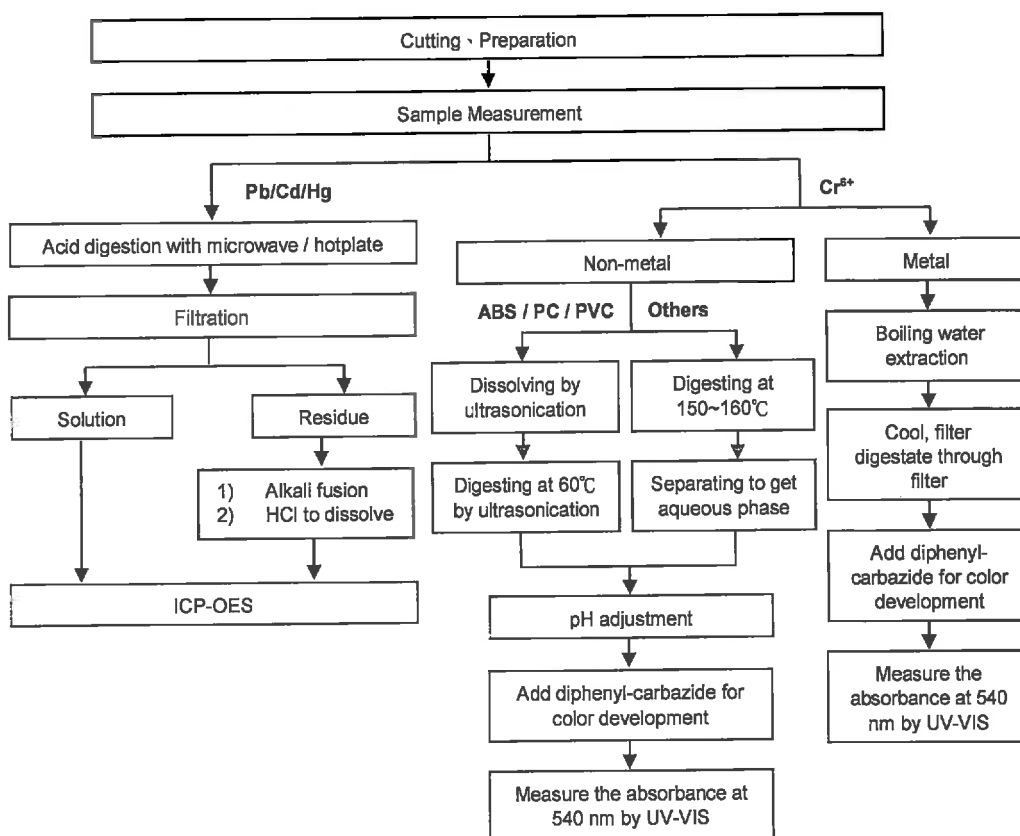 Cutting、Preparation
Sample Measurement
Pb/Cd/Hg
Acid digestion with microwave / hotplate
Filtration
Solution
Residue
1) Alkali fusion
2) HCl to dissolve
ICP-OES
Cr⁶⁺
Non-metal
ABS / PC / PVC
Others
Dissolving by
ultrasonication
Digesting at 60℃
by ultrasonication
Digesting at
150~160℃
Separating to get
aqueous phase
pH adjustment
Add diphenyl-carbazide for
color development
Measure the absorbance at
540 nm by UV-VIS
Metal
Boiling water
extraction
Cool, filter
digestate through
filter
Add diphenyl-
carbazide for color
development
Measure the
absorbance at 540
nm by UV-VIS